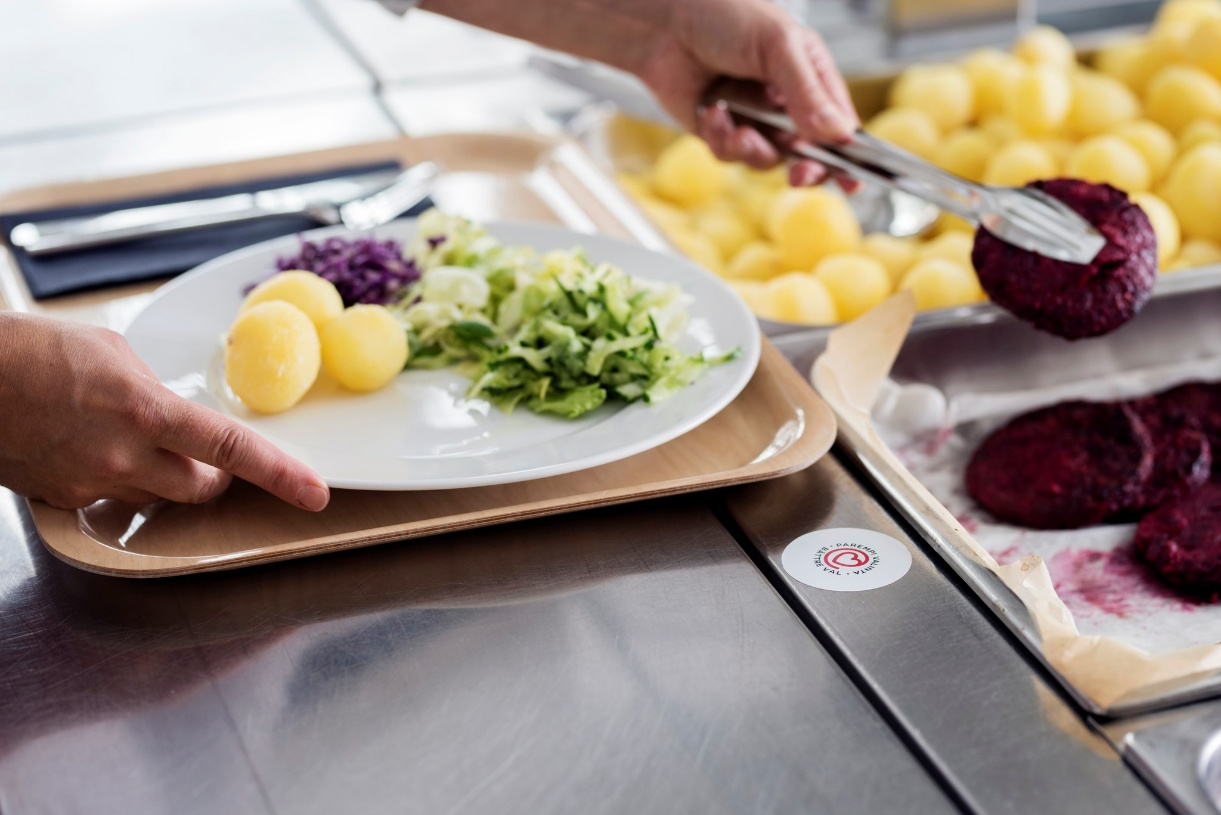 PAREMPI VALINTA •
BÄTTRE VAL •